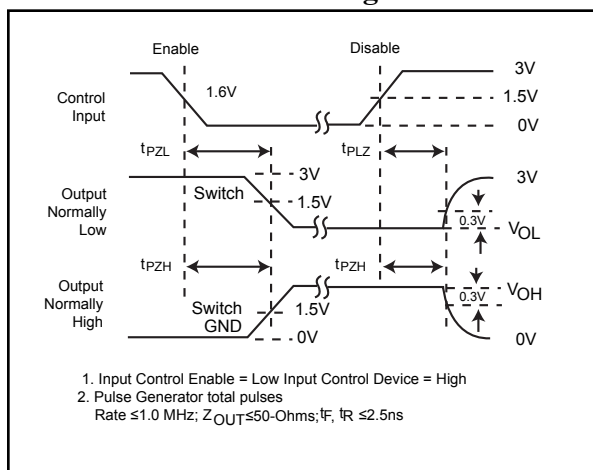 Enable Disable
3V
1.6V
Control
Input
1.5V
0V
tPZL tPLZ
3V 3V
Output
Normally
Low
Switch
1.5V
0.3V
VOL
tPZH tPZH
VOH
Output
Normally
High
Switch
GND
1.5V
0.3V
0V 0V
1. Input Control Enable = Low Input Control Device = High
2. Pulse Generator total pulses
Rate ≤1.0 MHz; ZOUT≤50-Ohms;tF, tR ≤2.5ns